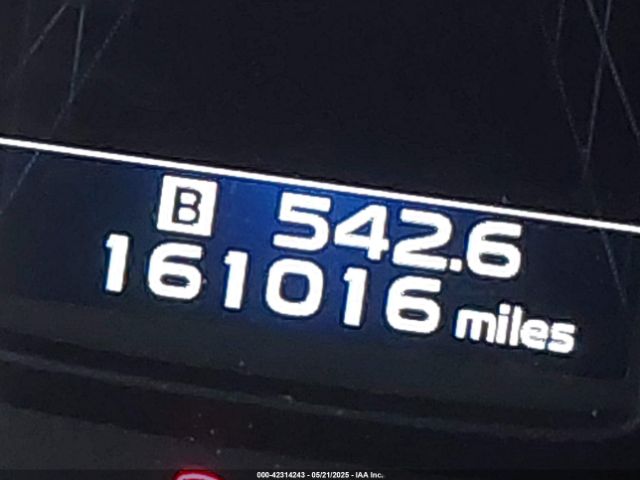 B 542.6
161016 miles
000-42314243 - 05/21/2025 - IAA Inc.